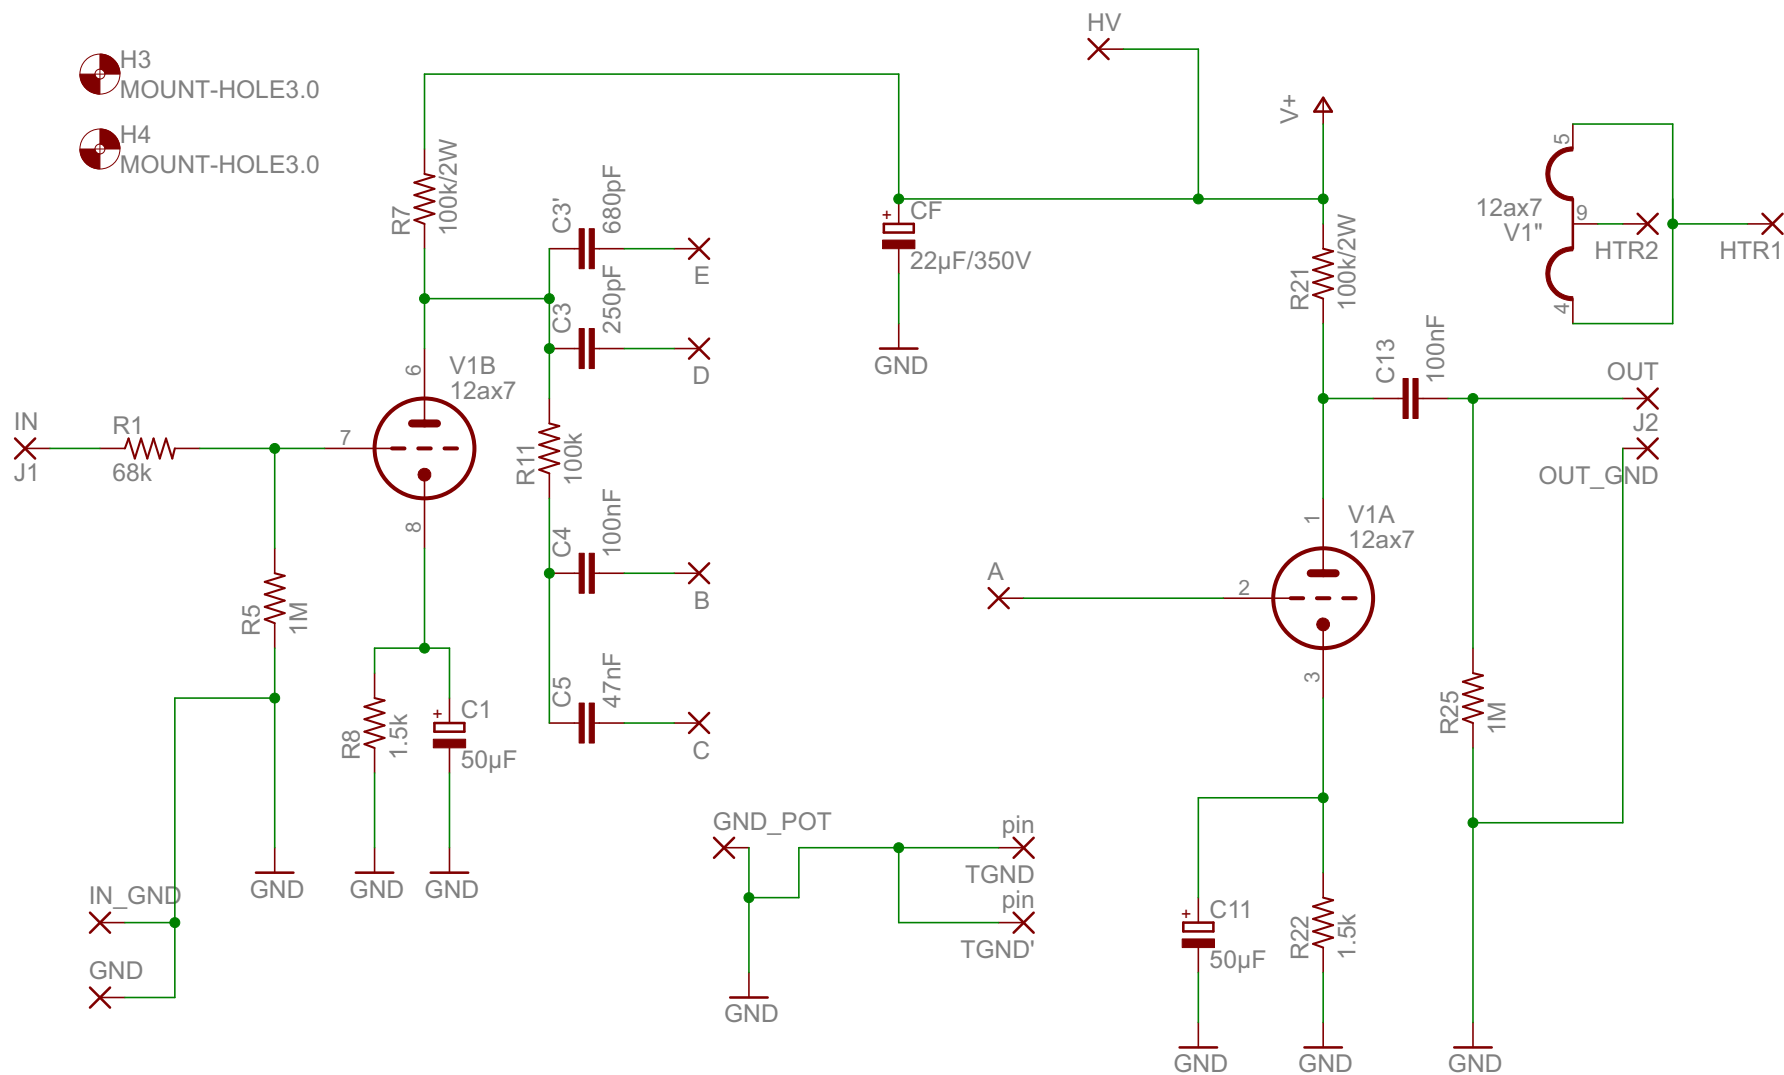 H3
MOUNT-HOLE3.0
H4
MOUNT-HOLE3.0
HV
V+
R7
100k/2W
C3'
680pF
E
C3
250pF
D
+
CF
22µF/350V
GND
R21
100k/2W
5
12ax7
V1"
9
4
HTR2
HTR1
IN
J1
R1
68k
7
6
V1B
12ax7
8
R11
100k
C4
100nF
B
C5
47nF
C
C13
100nF
OUT
J2
OUT_GND
A
2
1
V1A
12ax7
3
R5
1M
R8
1.5k
+
C1
50µF
R25
1M
GND
GND
GND
IN_GND
GND
GND_POT
pin
TGND
pin
TGND'
GND
+
C11
50µF
R22
1.5k
GND
GND
GND